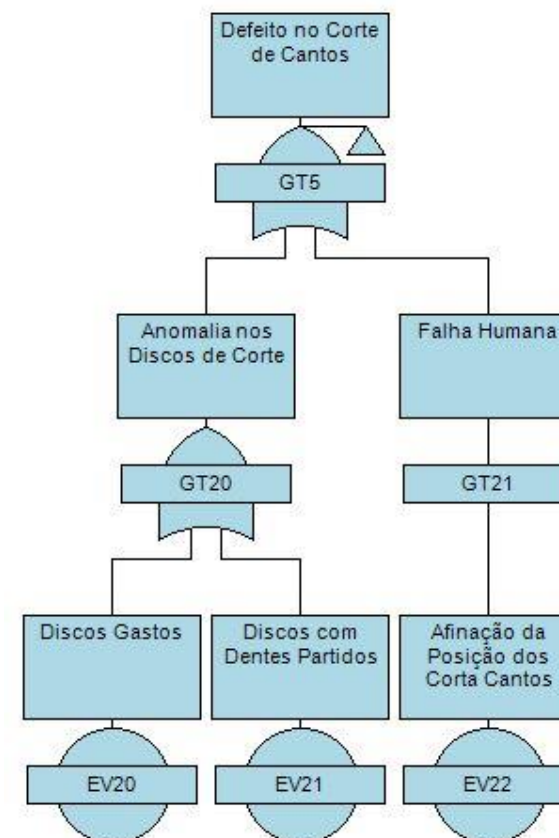 Defeito no Corte
de Cantos
GT5
Anomalia nos
Discos de Corte
Falha Humana
GT20
GT21
Discos Gastos
Discos com
Dentes Partidos
Afinação da
Posição dos
Corta Cantos
EV20
EV21
EV22